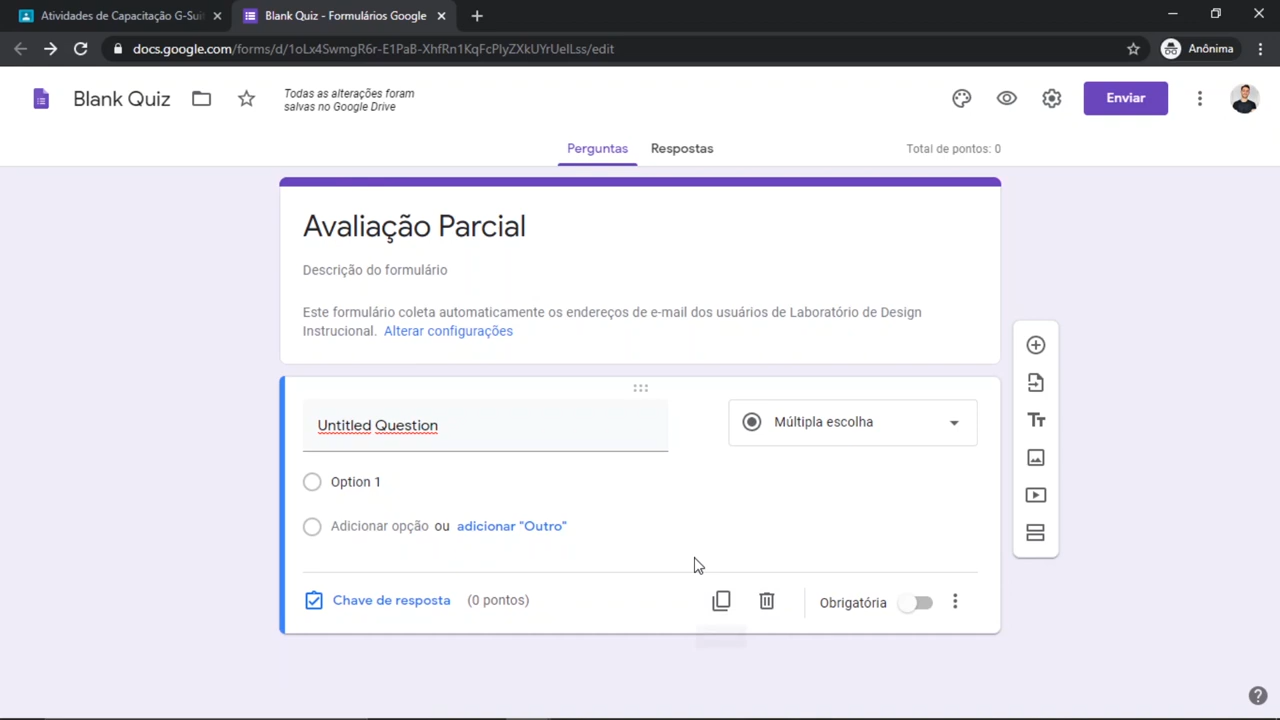 Atividades de Capacitação G-Sui
Blank Quiz - Formulários Google
docs.google.com/forms/d/1oLx4SwmgR6r-E1PaB-XhfRn1KqFcPIyZXkUYrUelLss/edit
Anônima
Blank Quiz
Todas as alterações foram
salvas no Google Drive
Enviar
Perguntas
Respostas
Total de pontos: 0
Avaliação Parcial
Descrição do formulário
Este formulário coleta automaticamente os endereços de e-mail dos usuários de Laboratório de Design
Instrucional. Alterar configurações
Untitled Question
Múltipla escolha
Option 1
Adicionar opção ou adicionar "Outro"
Chave de resposta (0 pontos)
Obrigatória